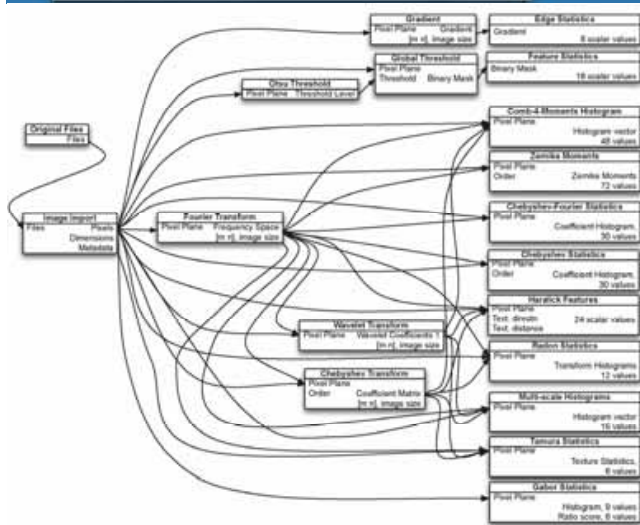 Original Files
Files
Image Import
Files Pixels
Dimensions
Metadata
Fourier Transform
Pixel Plane Frequency Space
[m n], image size
Otsu Threshold
Pixel Plane Threshold Level
Gradient
Pixel Plane Gradient
[m n], image size
Global Threshold
Pixel Plane
Threshold Binary Mask
Wavelet Transform
Pixel Plane Wavelet Coefficients 1
[m n], image size
Chebyshev Transform
Pixel Plane
Order Coefficient Matrix
[m n], image size
Edge Statistics
Gradient
8 scalar values
Feature Statistics
Binary Mask
18 scalar values
Comb-4-Moments Histogram
Pixel Plane
Histogram vector
48 values
Zernike Moments
Pixel Plane
Order Zernike Moments
72 values
Chebyshev-Fourier Statistics
Pixel Plane
Coefficient Histogram,
30 values
Chebyshev Statistics
Pixel Plane
Order Coefficient Histogram,
30 values
Haralick Features
Pixel Plane
Text. directn 24 scalar values
Text. distance
Radon Statistics
Pixel Plane
Transform Histograms
12 values
Multi-scale Histograms
Pixel Plane
Histogram vector
16 values
Tamura Statistics
Pixel Plane
Texture Statistics,
6 values
Gabor Statistics
Pixel Plane
Histogram, 9 values
Ratio score, 6 values